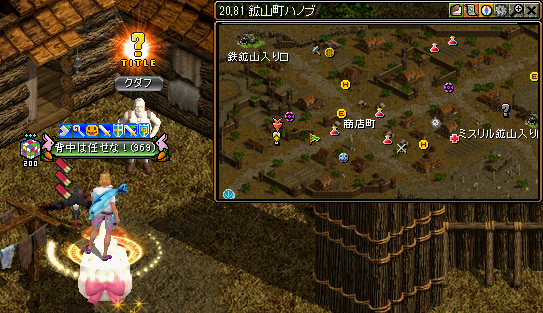 20,81 鉱山町ハノブ
鉄鉱山入り口
商店町
ミスリル鉱山入り
TITLE
クダフ
背中は任せな!(969)
200